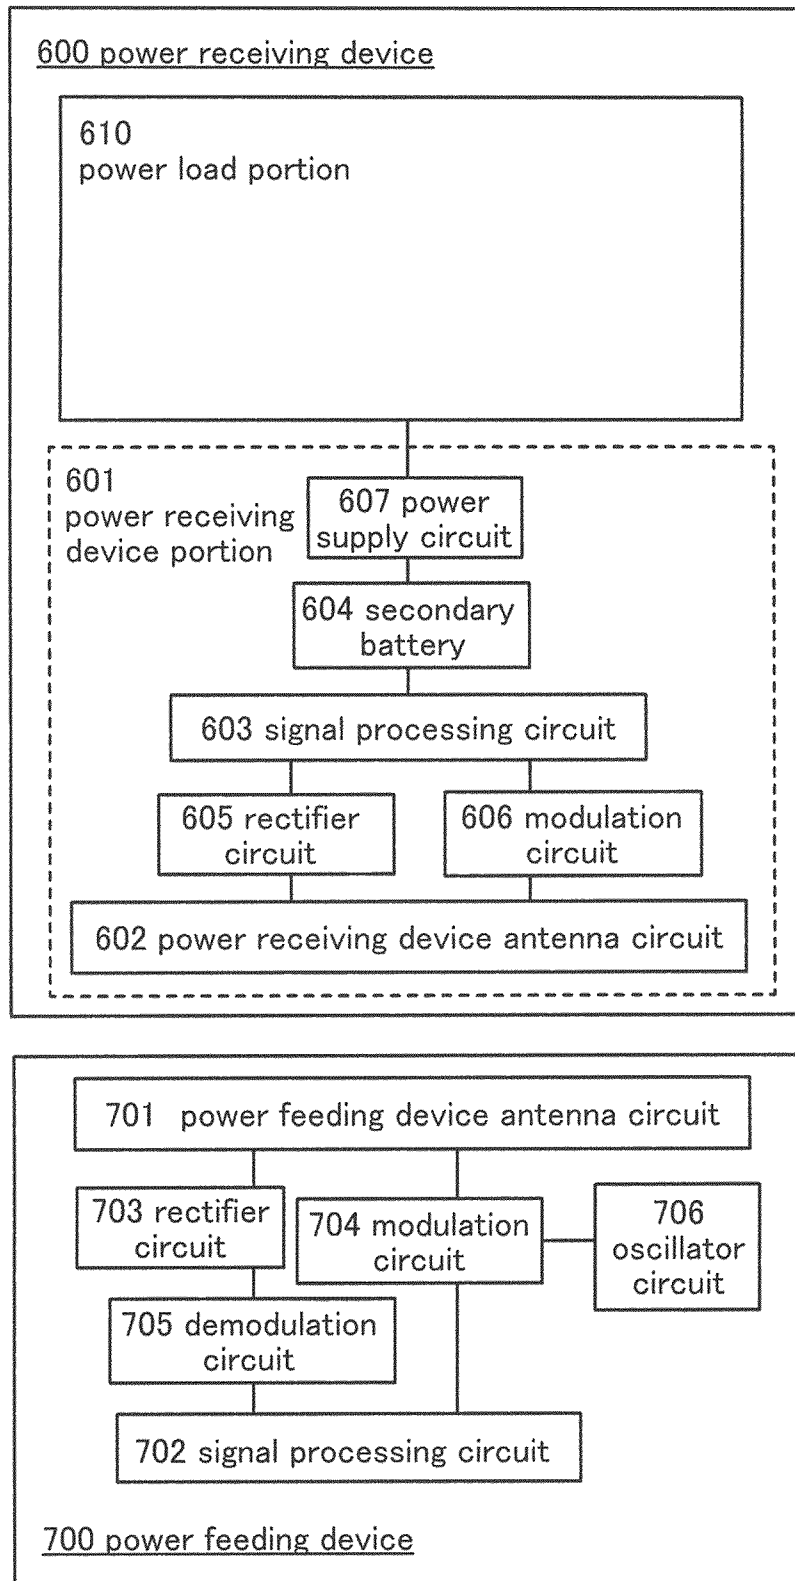 600 power receiving device
610
power load portion
601
power receiving
device portion
607 power
supply circuit
604 secondary
battery
603 signal processing circuit
605 rectifier
circuit
606 modulation
circuit
602 power receiving device antenna circuit
701 power feeding device antenna circuit
703 rectifier
circuit
704 modulation
circuit
706
oscillator
circuit
705 demodulation
circuit
702 signal processing circuit
700 power feeding device